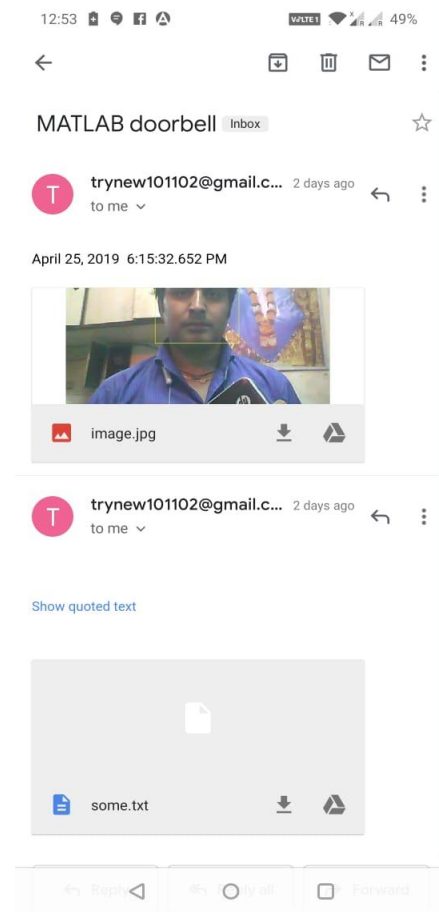 12:53
VoLTE1
49%
MATLAB doorbell Inbox
T
trynew101102@gmail.c... 2 days ago
to me
April 25, 2019 6:15:32.652 PM
hp
image.jpg
T
trynew101102@gmail.c... 2 days ago
to me
Show quoted text
some.txt
Reply
Reply all
Forward